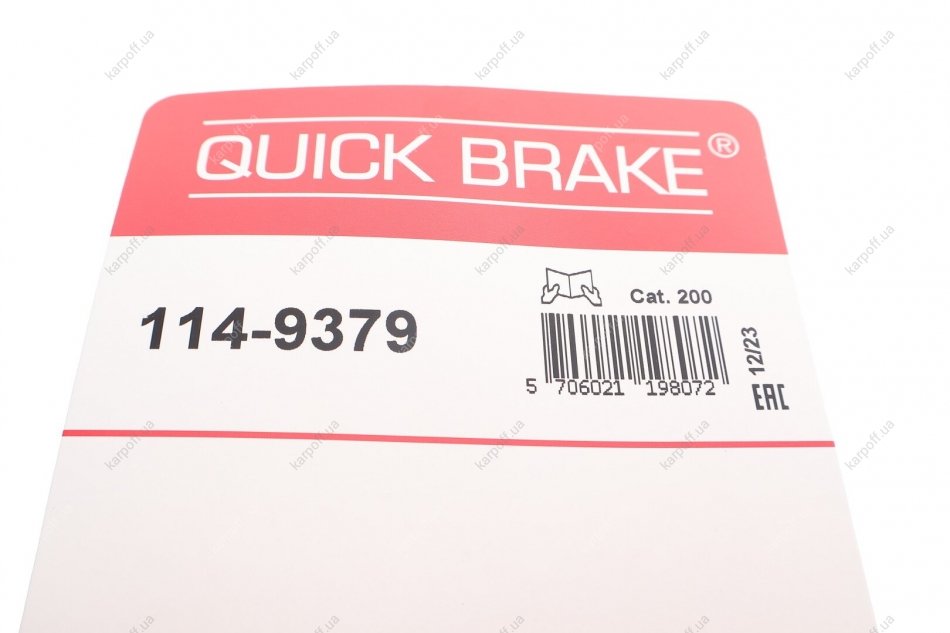 QUICK BRAKE®
114-9379
Cat. 200
5 706021 198072
12/23
EAC
karpoff.ua